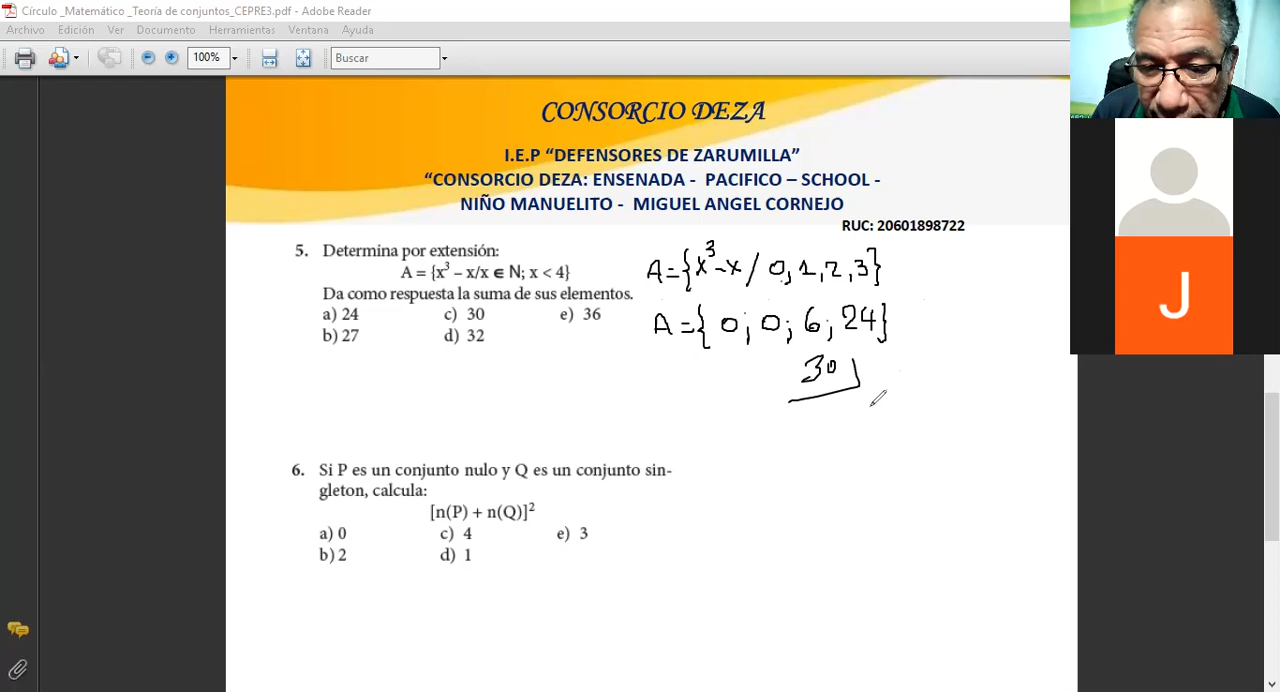 Círculo _Matemático _Teoría de conjuntos_CEPRE3.pdf - Adobe Reader
Archivo Edición Ver Documento Herramientas Ventana Ayuda
100% Buscar
CONSORCIO DEZA
I.E.P “DEFENSORES DE ZARUMILLA”
“CONSORCIO DEZA: ENSENADA - PACIFICO – SCHOOL -
NIÑO MANUELITO - MIGUEL ANGEL CORNEJO
RUC: 20601898722
5. Determina por extensión:
A = {x³ – x/x ∈ N; x < 4}
Da como respuesta la suma de sus elementos.
a) 24 c) 30 e) 36
b) 27 d) 32
A={x³-x / 0,1,2,3}
A={0;0;6;24}
30
6. Si P es un conjunto nulo y Q es un conjunto sin-
gleton, calcula:
[n(P) + n(Q)]²
a) 0 c) 4 e) 3
b) 2 d) 1
J